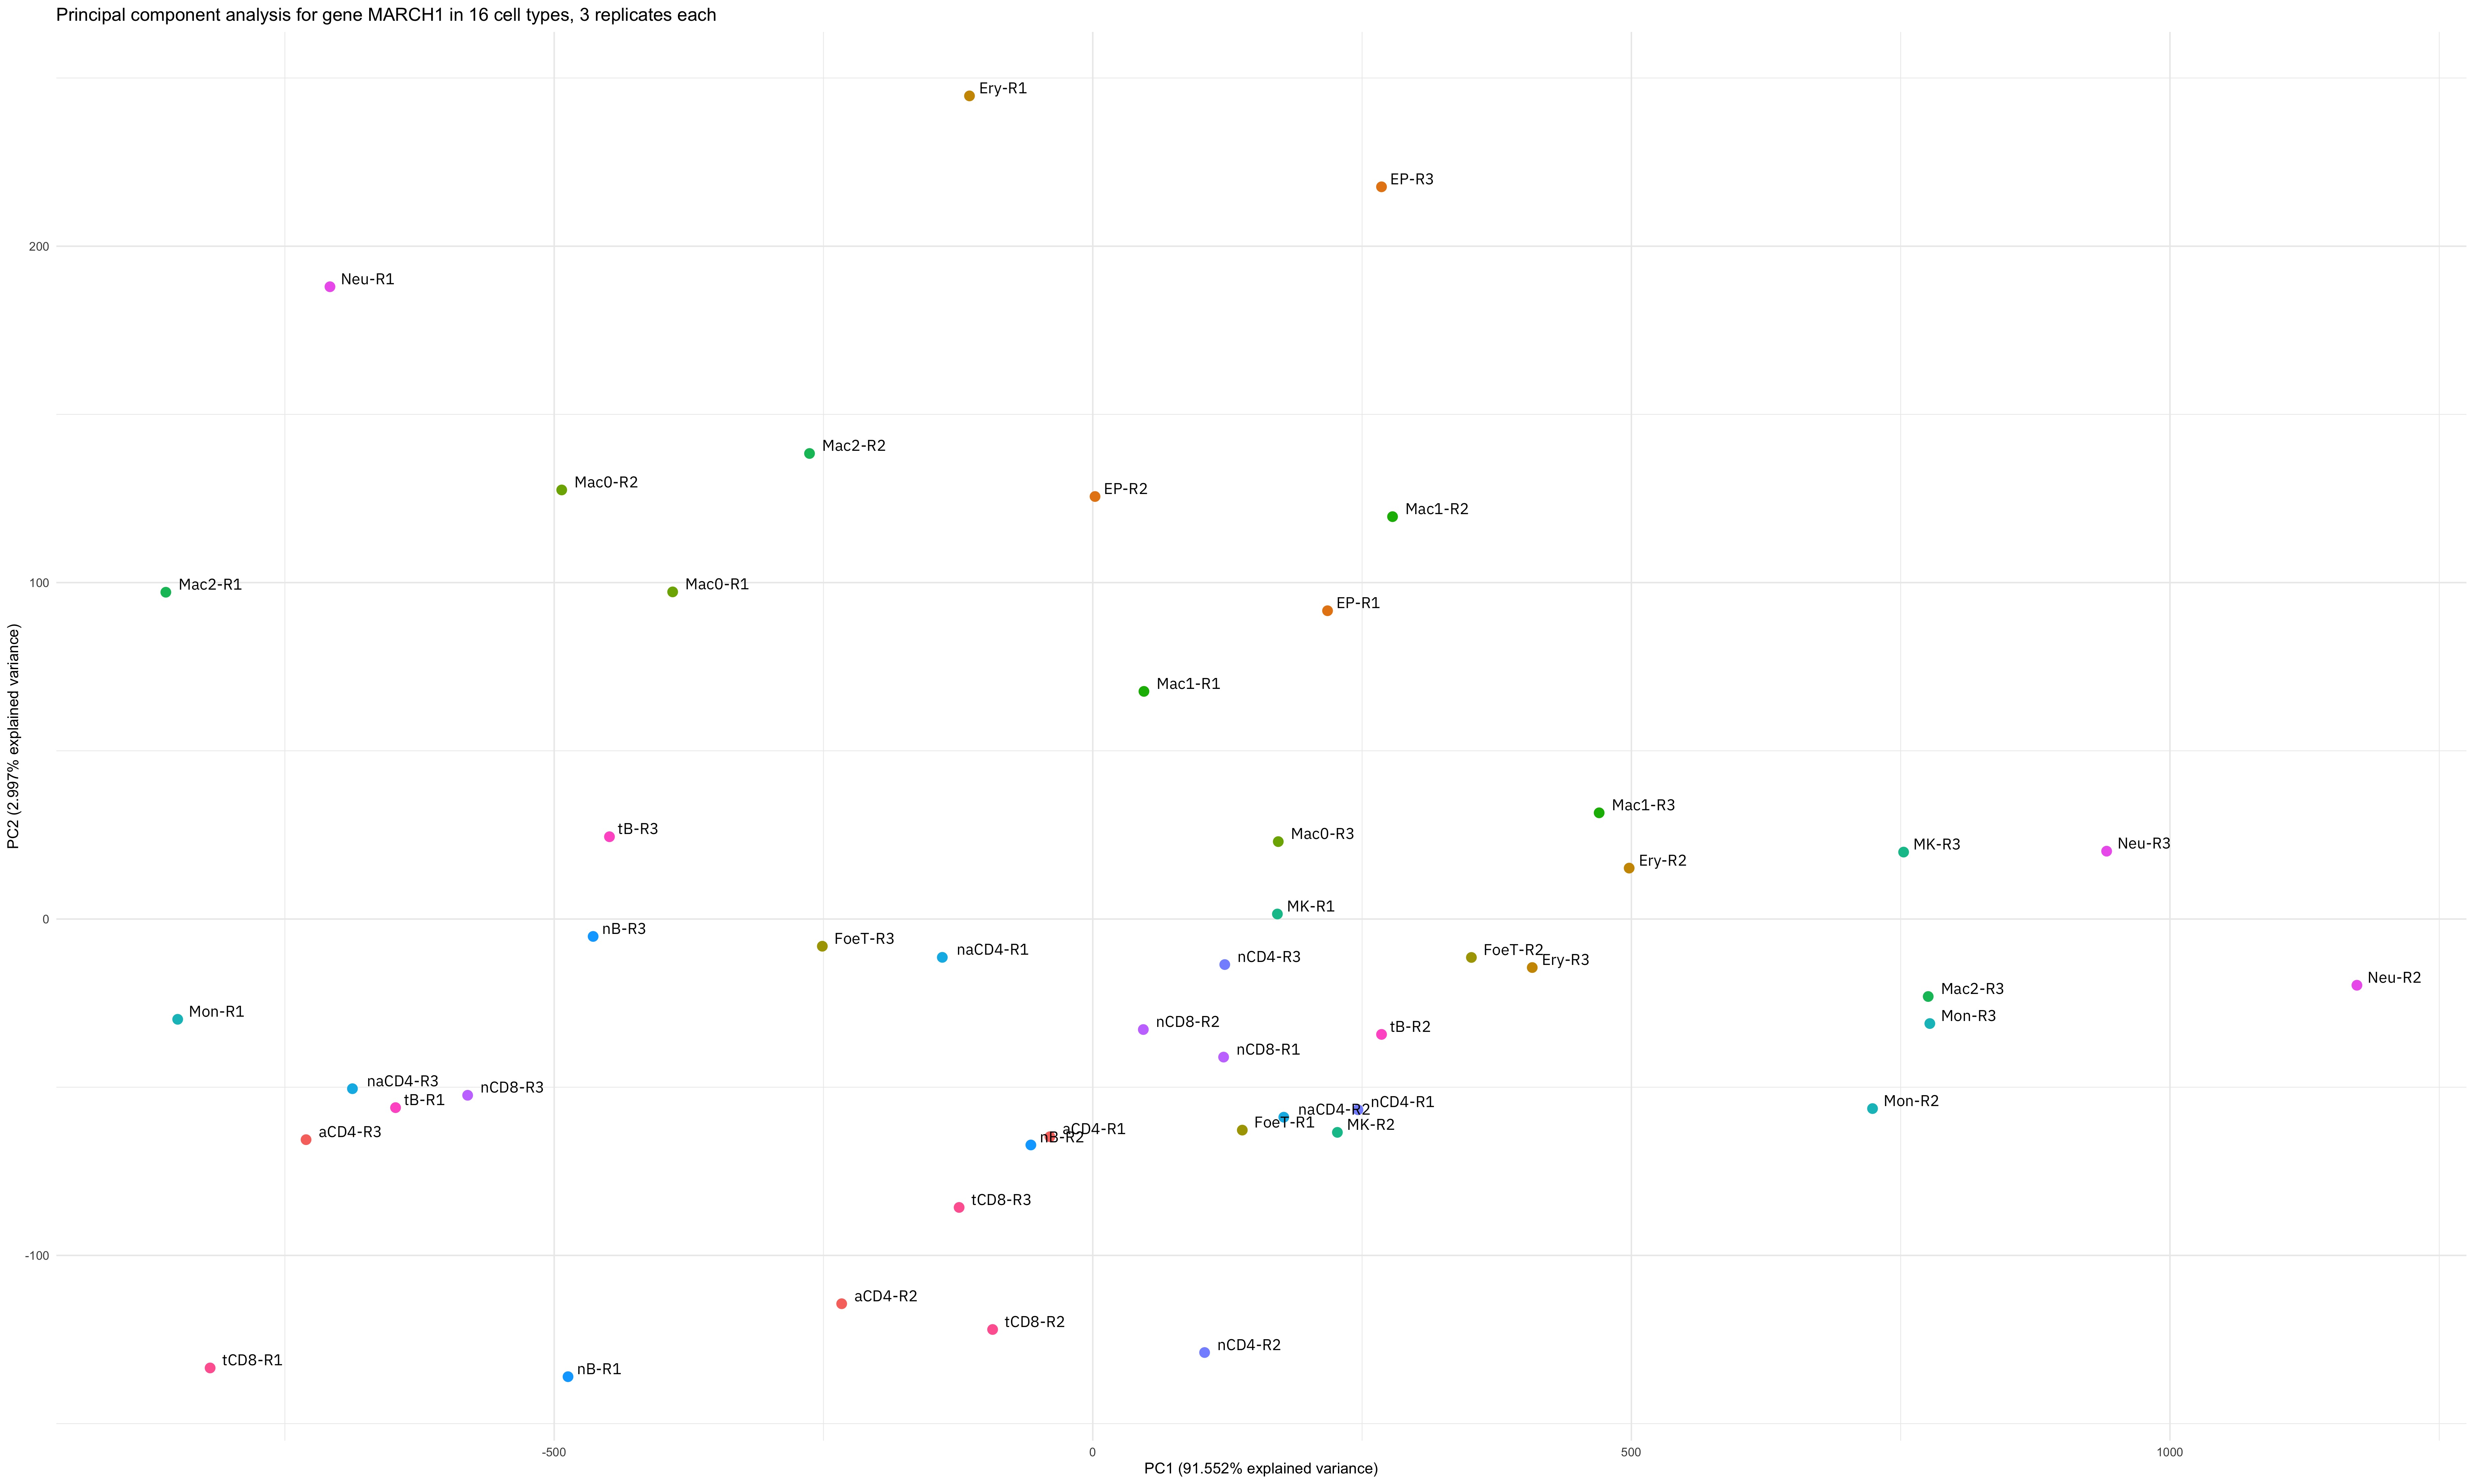 Principal component analysis for gene MARCH1 in 16 cell types, 3 replicates each
Ery-R1
EP-R3
200
Neu-R1
Mac2-R2
Mac0-R2
EP-R2
Mac1-R2
100
Mac2-R1
Mac0-R1
EP-R1
Mac1-R1
PC2 (2.997% explained variance)
Mac1-R3
tB-R3
Mac0-R3
MK-R3
Neu-R3
Ery-R2
0
MK-R1
nB-R3
FoeT-R3
naCD4-R1
nCD4-R3
FoeT-R2
Ery-R3
Neu-R2
Mac2-R3
Mon-R1
Mon-R3
nCD8-R2
tB-R2
nCD8-R1
naCD4-R3
nCD8-R3
tB-R1
nCD4-R1
Mon-R2
naCD4-R2
FoeT-R1
MK-R2
aCD4-R3
aCD4-R1
nB-R2
tCD8-R3
-100
aCD4-R2
tCD8-R2
nCD4-R2
tCD8-R1
nB-R1
-500
0
500
1000
PC1 (91.552% explained variance)